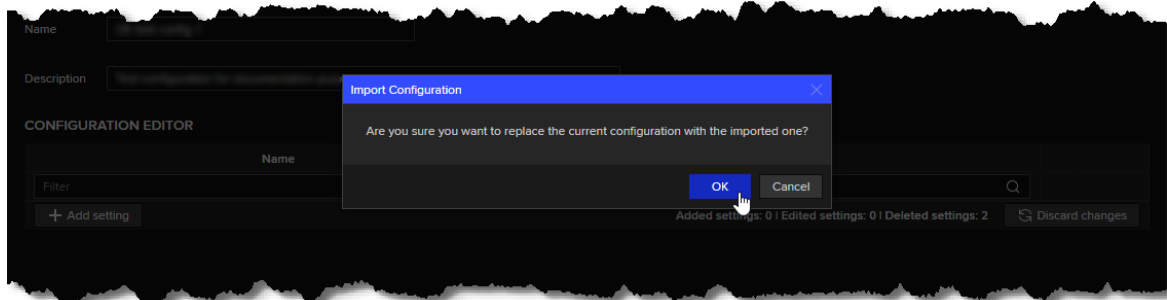 Name
Description
Import Configuration
Are you sure you want to replace the current configuration with the imported one?
CONFIGURATION EDITOR
Name
Filter
OK
Cancel
Add setting
Added settings: 0 | Edited settings: 0 | Deleted settings: 2
Discard changes